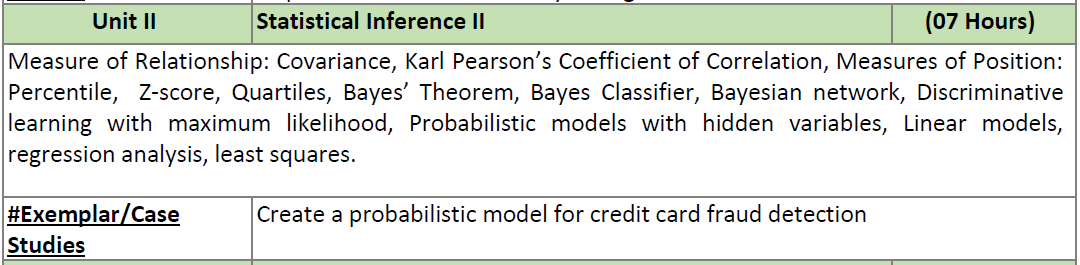 Unit II Statistical Inference II (07 Hours)
Measure of Relationship: Covariance, Karl Pearson’s Coefficient of Correlation, Measures of Position:
Percentile, Z-score, Quartiles, Bayes’ Theorem, Bayes Classifier, Bayesian network, Discriminative
learning with maximum likelihood, Probabilistic models with hidden variables, Linear models,
regression analysis, least squares.
#Exemplar/Case Create a probabilistic model for credit card fraud detection
Studies